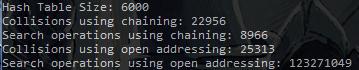 Hash Table Size: 6000
Collisions using chaining: 22956
Search operations using chaining: 8966
Collisions using open addressing: 25313
Search operations using open addressing: 123271049